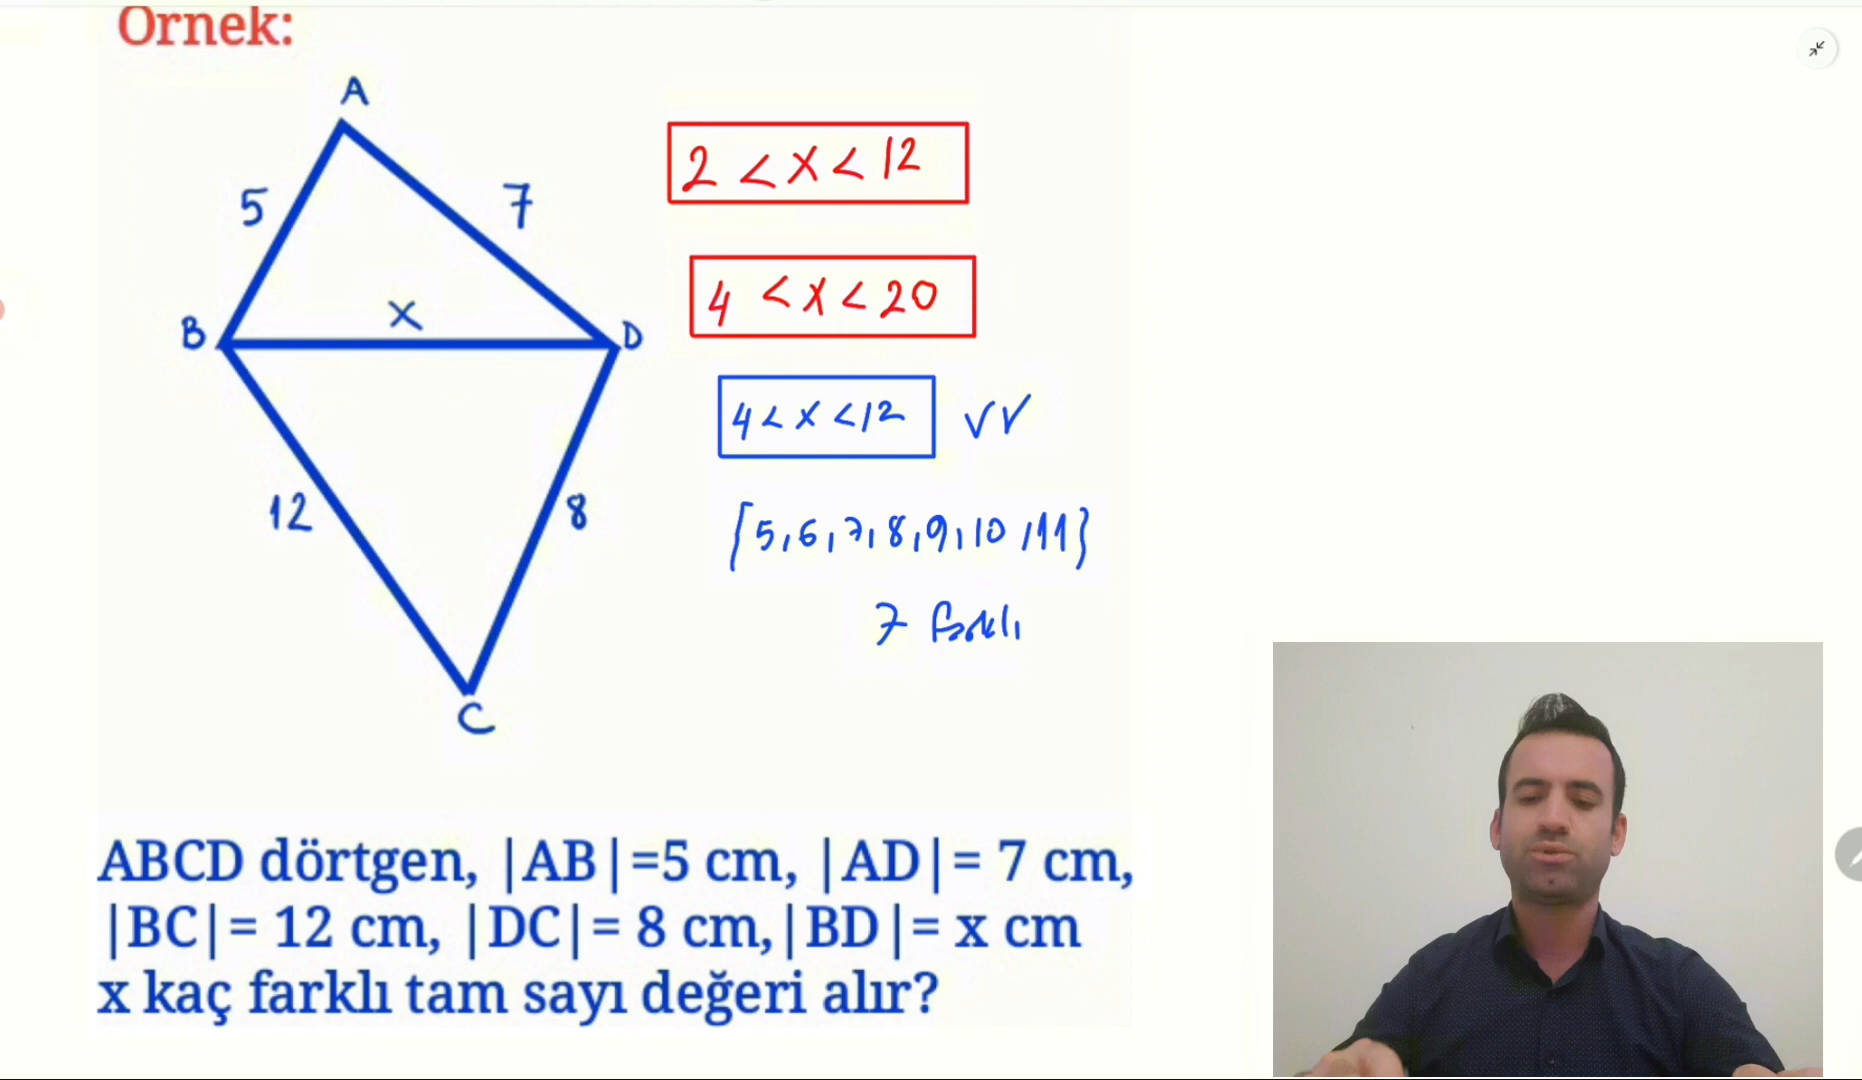 Örnek:
A
5
7
B
x
D
12
8
C
2 < x < 12
4 < x < 20
4 < x < 12 ✓✓
{5,6,7,8,9,10,11}
7 farklı
ABCD dörtgen, |AB|=5 cm, |AD|= 7 cm,
|BC|= 12 cm, |DC|= 8 cm,|BD|= x cm
x kaç farklı tam sayı değeri alır?